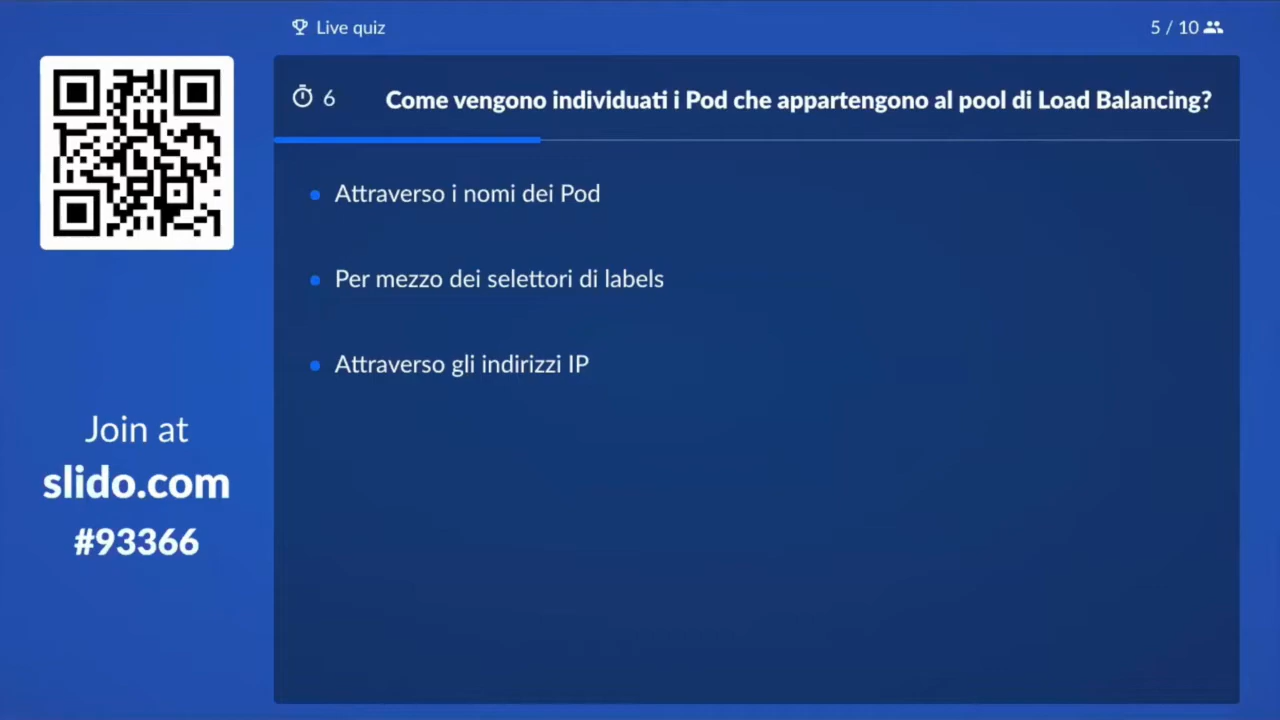 Live quiz
5 / 10
6
Come vengono individuati i Pod che appartengono al pool di Load Balancing?
Attraverso i nomi dei Pod
Per mezzo dei selettori di labels
Attraverso gli indirizzi IP
Join at
slido.com
#93366